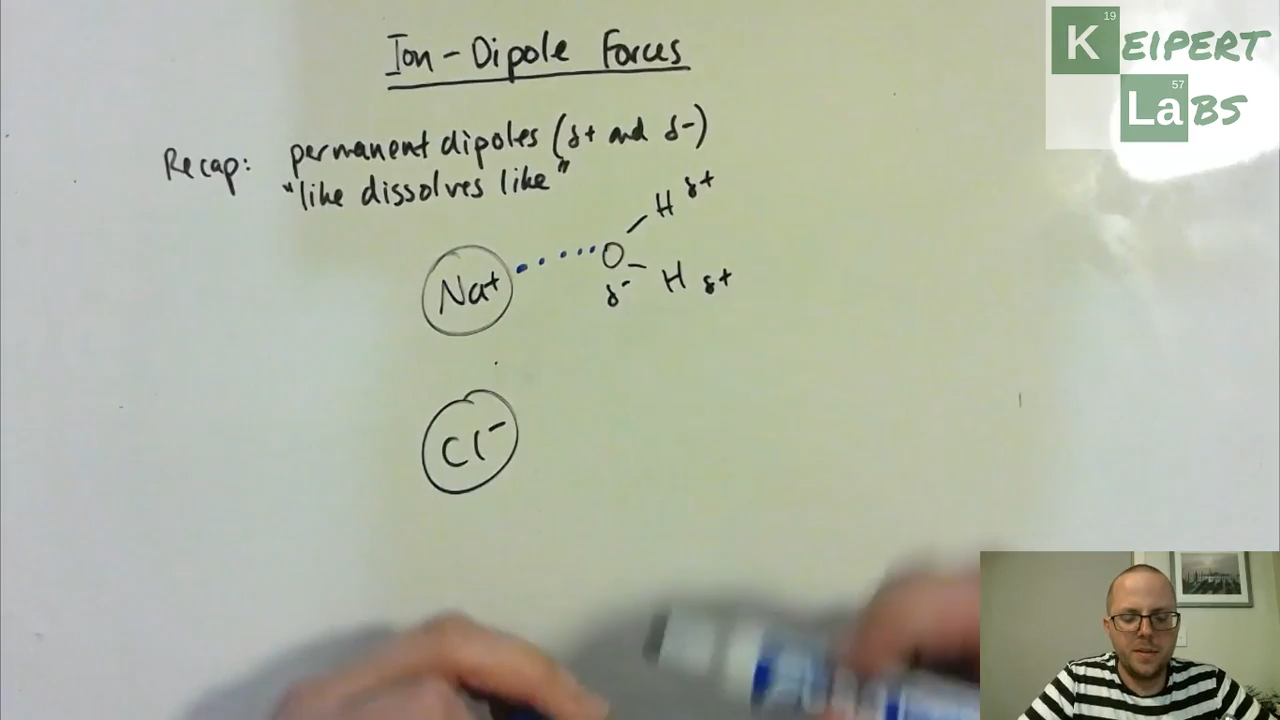 Ion-Dipole Forces
Recap: permanent dipoles (δ+ and δ-)
"like dissolves like"
H δ+
Na+ O
δ- H δ+
Cl-
19
KEIPERT
57
LaBS